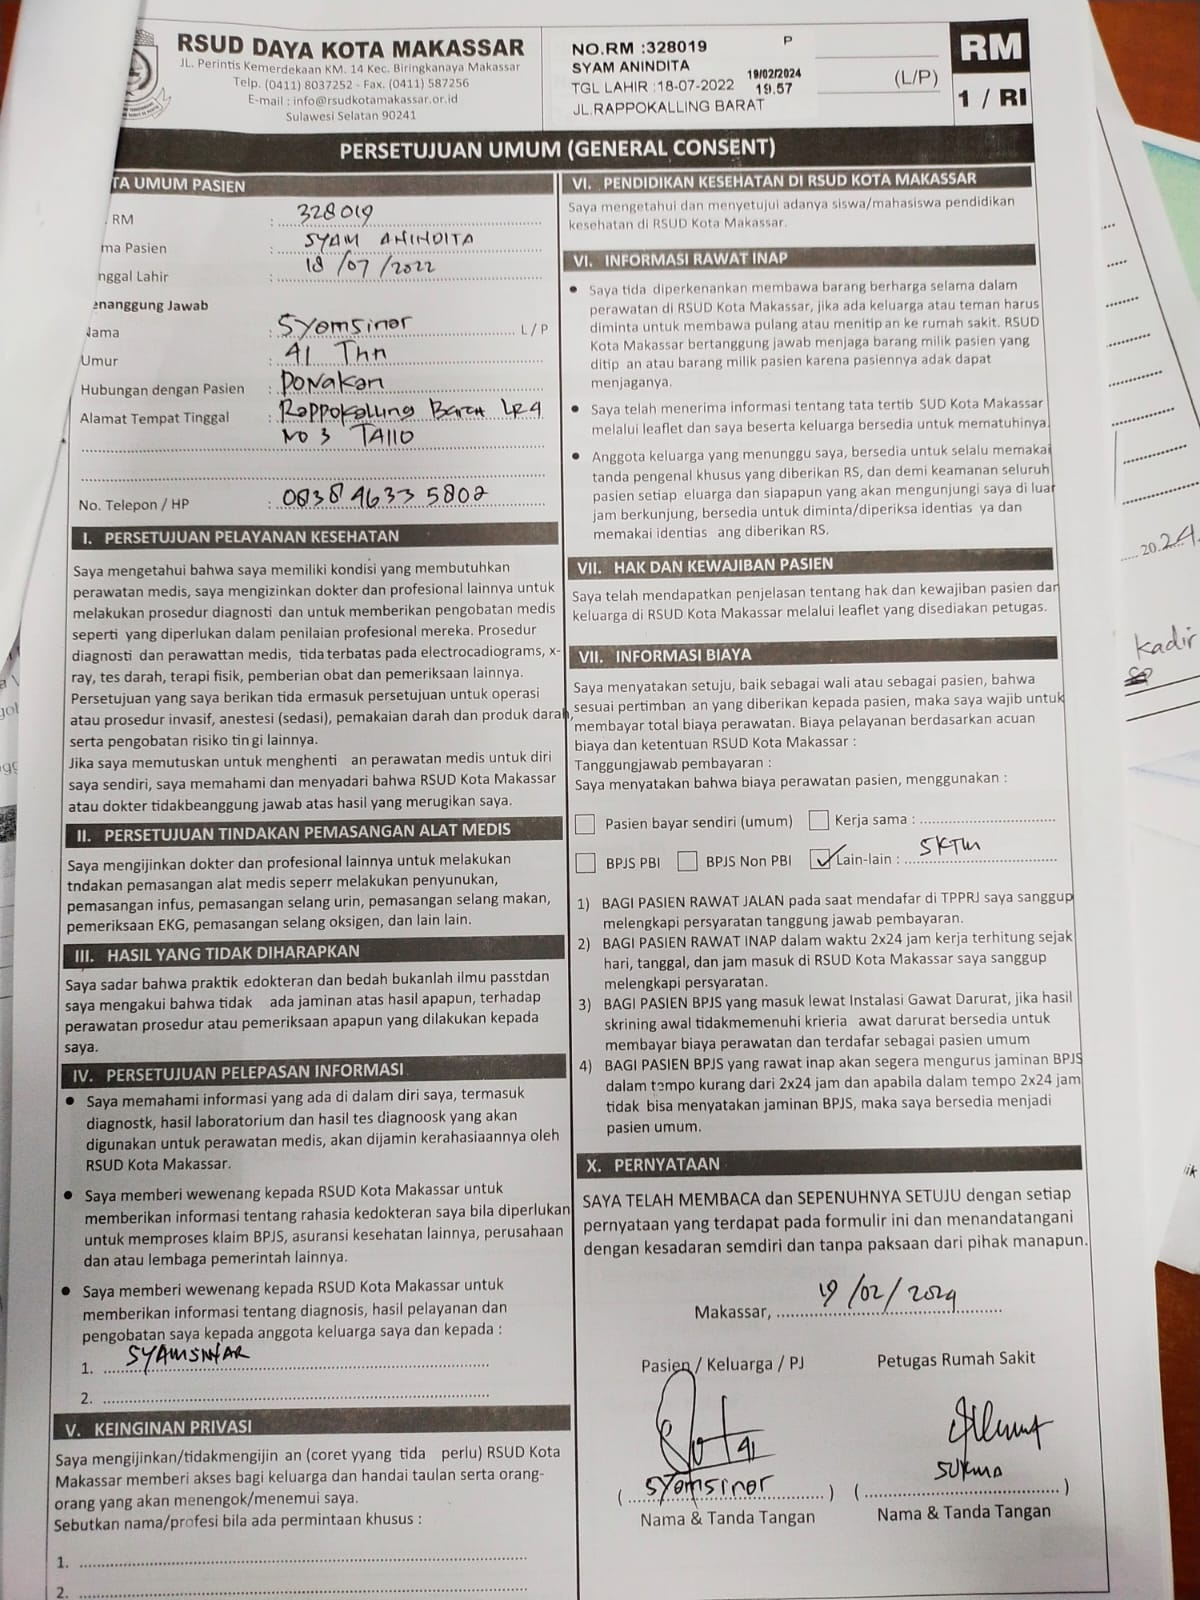 RSUD DAYA KOTA MAKASSAR
JL. Perintis Kemerdekaan KM. 14 Kec. Biringkanaya Makassar
Telp. (0411) 8037252 - Fax. (0411) 587256
E-mail : info@rsudkotamakassar.or.id
Sulawesi Selatan 90241
NO.RM :328019 P
SYAM ANINDITA
TGL LAHIR :18-07-2022 19/02/2024 19.57
JL.RAPPOKALLING BARAT
(L/P)
RM
1 / RI
PERSETUJUAN UMUM (GENERAL CONSENT)
TA UMUM PASIEN
RM : 328019
ma Pasien : SYAM ANINDITA
nggal Lahir : 18/07/2022
enanggung Jawab
Nama : Syamsinar L / P
Umur : 41 Thn
Hubungan dengan Pasien : Ponakan
Alamat Tempat Tinggal : Rappokalling Barat LR4
No 3 TAllo
No. Telepon / HP : 0838 4633 5802
I. PERSETUJUAN PELAYANAN KESEHATAN
Saya mengetahui bahwa saya memiliki kondisi yang membutuhkan
perawatan medis, saya mengizinkan dokter dan profesional lainnya untuk
melakukan prosedur diagnosti dan untuk memberikan pengobatan medis
seperti yang diperlukan dalam penilaian profesional mereka. Prosedur
diagnosti dan perawattan medis, tida terbatas pada electrocadiograms, x-
ray, tes darah, terapi fisik, pemberian obat dan pemeriksaan lainnya.
Persetujuan yang saya berikan tida ermasuk persetujuan untuk operasi
atau prosedur invasif, anestesi (sedasi), pemakaian darah dan produk darah,
serta pengobatan risiko tin gi lainnya.
Jika saya memutuskan untuk menghenti an perawatan medis untuk diri
saya sendiri, saya memahami dan menyadari bahwa RSUD Kota Makassar
atau dokter tidakbeanggung jawab atas hasil yang merugikan saya.
II. PERSETUJUAN TINDAKAN PEMASANGAN ALAT MEDIS
Saya mengijinkan dokter dan profesional lainnya untuk melakukan
tndakan pemasangan alat medis seperr melakukan penyunukan,
pemasangan infus, pemasangan selang urin, pemasangan selang makan,
pemeriksaan EKG, pemasangan selang oksigen, dan lain lain.
III. HASIL YANG TIDAK DIHARAPKAN
Saya sadar bahwa praktik edokteran dan bedah bukanlah ilmu passtdan
saya mengakui bahwa tidak ada jaminan atas hasil apapun, terhadap
perawatan prosedur atau pemeriksaan apapun yang dilakukan kepada
saya.
IV. PERSETUJUAN PELEPASAN INFORMASI
• Saya memahami informasi yang ada di dalam diri saya, termasuk
diagnostk, hasil laboratorium dan hasil tes diagnoosk yang akan
digunakan untuk perawatan medis, akan dijamin kerahasiaannya oleh
RSUD Kota Makassar.
• Saya memberi wewenang kepada RSUD Kota Makassar untuk
memberikan informasi tentang rahasia kedokteran saya bila diperlukan
untuk memproses klaim BPJS, asuransi kesehatan lainnya, perusahaan
dan atau lembaga pemerintah lainnya.
• Saya memberi wewenang kepada RSUD Kota Makassar untuk
memberikan informasi tentang diagnosis, hasil pelayanan dan
pengobatan saya kepada anggota keluarga saya dan kepada :
1. SYAMSINAR
2.
V. KEINGINAN PRIVASI
Saya mengijinkan/tidakmengijin an (coret yyang tida perlu) RSUD Kota
Makassar memberi akses bagi keluarga dan handai taulan serta orang-
orang yang akan menengok/menemui saya.
Sebutkan nama/profesi bila ada permintaan khusus :
1.
2.
VI. PENDIDIKAN KESEHATAN DI RSUD KOTA MAKASSAR
Saya mengetahui dan menyetujui adanya siswa/mahasiswa pendidikan
kesehatan di RSUD Kota Makassar.
VI. INFORMASI RAWAT INAP
• Saya tida diperkenankan membawa barang berharga selama dalam
perawatan di RSUD Kota Makassar, jika ada keluarga atau teman harus
diminta untuk membawa pulang atau menitip an ke rumah sakit. RSUD
Kota Makassar bertanggung jawab menjaga barang milik pasien yang
ditip an atau barang milik pasien karena pasiennya adak dapat
menjaganya.
• Saya telah menerima informasi tentang tata tertib SUD Kota Makassar
melalui leaflet dan saya beserta keluarga bersedia untuk mematuhinya.
• Anggota keluarga yang menunggu saya, bersedia untuk selalu memakai
tanda pengenal khusus yang diberikan RS, dan demi keamanan seluruh
pasien setiap eluarga dan siapapun yang akan mengunjungi saya di luar
jam berkunjung, bersedia untuk diminta/diperiksa identias ya dan
memakai identias ang diberikan RS.
VII. HAK DAN KEWAJIBAN PASIEN
Saya telah mendapatkan penjelasan tentang hak dan kewajiban pasien dan
keluarga di RSUD Kota Makassar melalui leaflet yang disediakan petugas.
VII. INFORMASI BIAYA
Saya menyatakan setuju, baik sebagai wali atau sebagai pasien, bahwa
sesuai pertimban an yang diberikan kepada pasien, maka saya wajib untuk
membayar total biaya perawatan. Biaya pelayanan berdasarkan acuan
biaya dan ketentuan RSUD Kota Makassar :
Tanggungjawab pembayaran :
Saya menyatakan bahwa biaya perawatan pasien, menggunakan :
Pasien bayar sendiri (umum) Kerja sama :
BPJS PBI BPJS Non PBI ✓ Lain-lain : SKTM
1) BAGI PASIEN RAWAT JALAN pada saat mendafar di TPPRJ saya sanggup
melengkapi persyaratan tanggung jawab pembayaran.
2) BAGI PASIEN RAWAT INAP dalam waktu 2x24 jam kerja terhitung sejak
hari, tanggal, dan jam masuk di RSUD Kota Makassar saya sanggup
melengkapi persyaratan.
3) BAGI PASIEN BPJS yang masuk lewat Instalasi Gawat Darurat, jika hasil
skrining awal tidakmemenuhi krieria awat darurat bersedia untuk
membayar biaya perawatan dan terdafar sebagai pasien umum
4) BAGI PASIEN BPJS yang rawat inap akan segera mengurus jaminan BPJS
dalam tempo kurang dari 2x24 jam dan apabila dalam tempo 2x24 jam
tidak bisa menyatakan jaminan BPJS, maka saya bersedia menjadi
pasien umum.
X. PERNYATAAN
SAYA TELAH MEMBACA dan SEPENUHNYA SETUJU dengan setiap
pernyataan yang terdapat pada formulir ini dan menandatangani
dengan kesadaran semdiri dan tanpa paksaan dari pihak manapun.
Makassar, 19/02/2024
Pasien / Keluarga / PJ Petugas Rumah Sakit
( Syamsinar ) ( SUKMA )
Nama & Tanda Tangan Nama & Tanda Tangan
2024.
Kadir